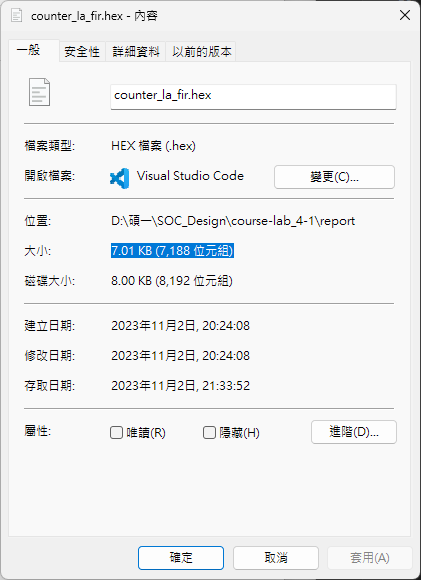 counter_la_fir.hex - 內容
一般 安全性 詳細資料 以前的版本
counter_la_fir.hex
檔案類型: HEX 檔案 (.hex)
開啟檔案: Visual Studio Code 變更(C)...
位置: D:\碩一\SOC_Design\course-lab_4-1\report
大小: 7.01 KB (7,188 位元組)
磁碟大小: 8.00 KB (8,192 位元組)
建立日期: 2023年11月2日, 20:24:08
修改日期: 2023年11月2日, 20:24:08
存取日期: 2023年11月2日, 21:33:52
屬性: 唯讀(R) 隱藏(H) 進階(D)...
確定 取消 套用(A)